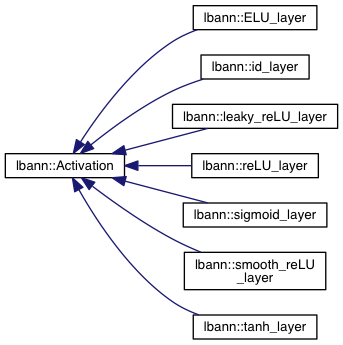 lbann::ELU_layer
lbann::id_layer
lbann::leaky_reLU_layer
lbann::Activation
lbann::reLU_layer
lbann::sigmoid_layer
lbann::smooth_reLU
_layer
lbann::tanh_layer